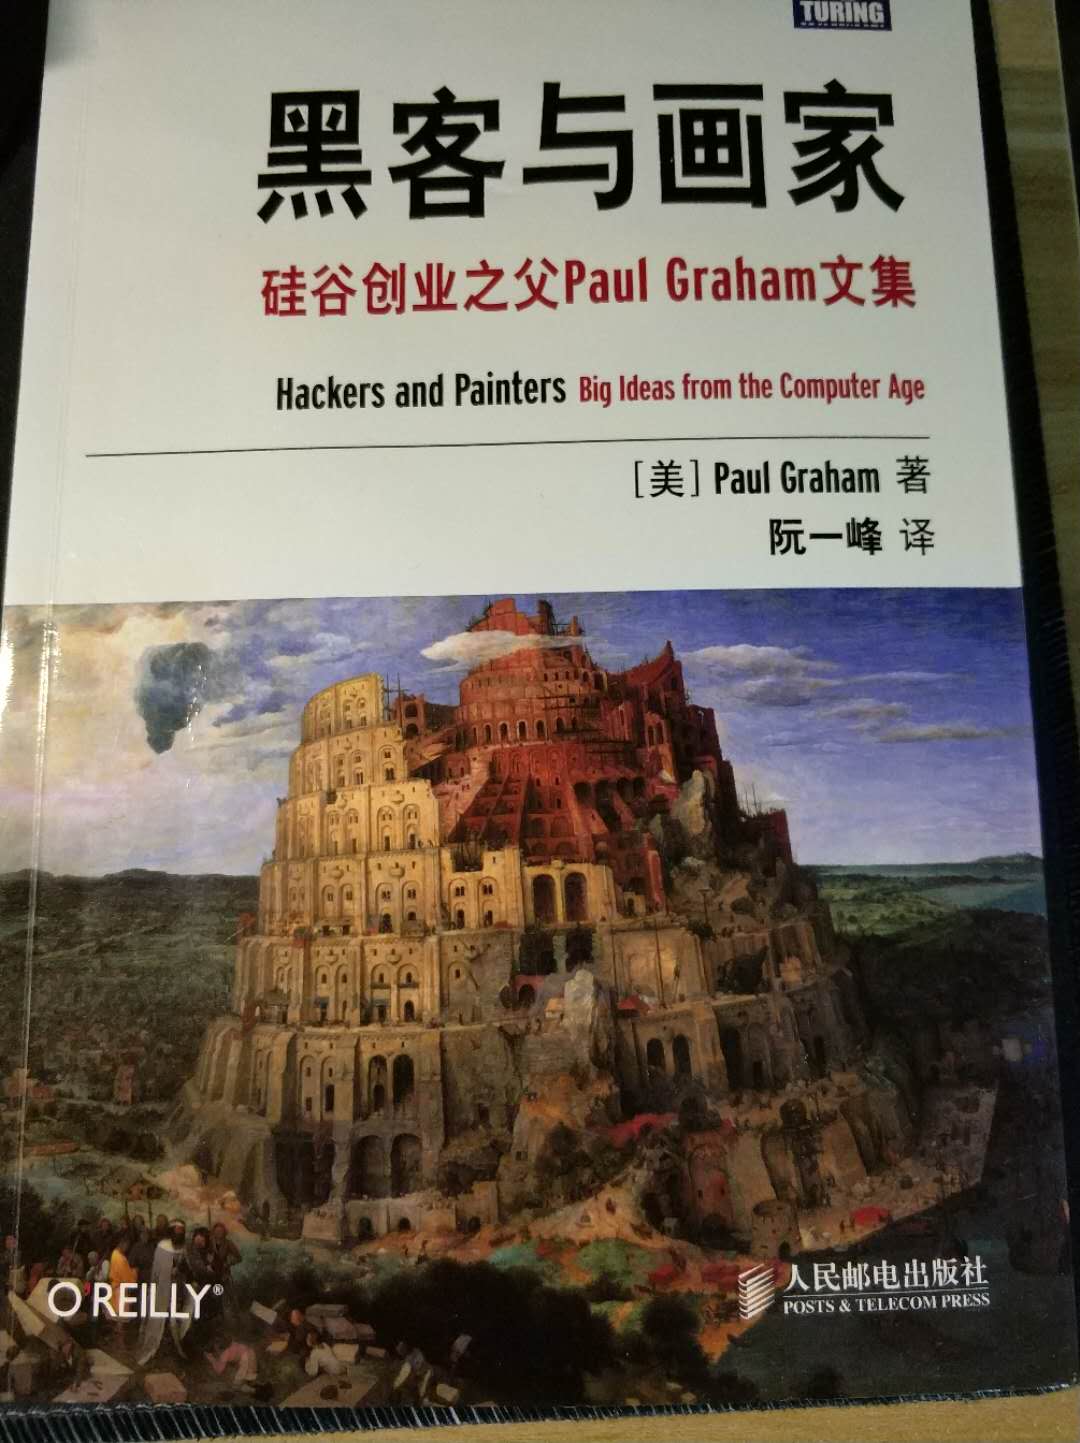 TURING
黑客与画家
硅谷创业之父Paul Graham文集
Hackers and Painters Big Ideas from the Computer Age
[美] Paul Graham 著
阮一峰 译
O'REILLY®
人民邮电出版社
POSTS & TELECOM PRESS